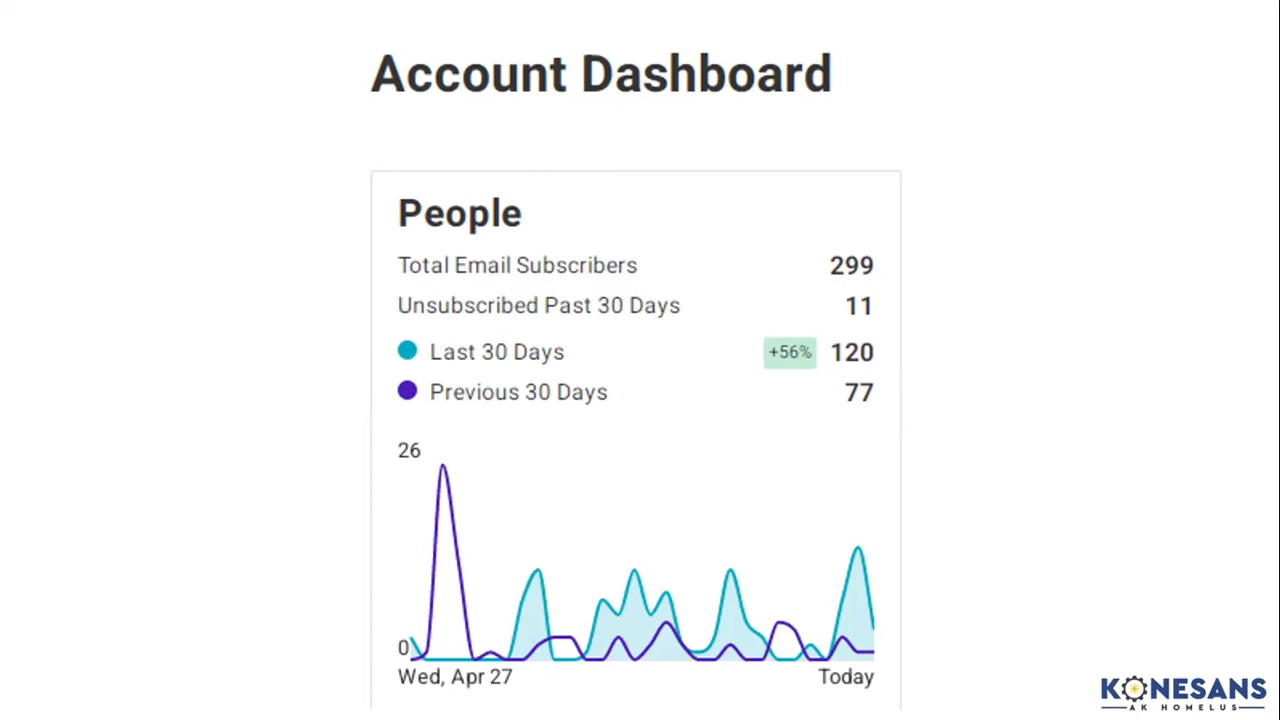 Account Dashboard
People
Total Email Subscribers 299
Unsubscribed Past 30 Days 11
Last 30 Days +56% 120
Previous 30 Days 77
26
0
Wed, Apr 27 Today
KONESANS
AK HOMELUS